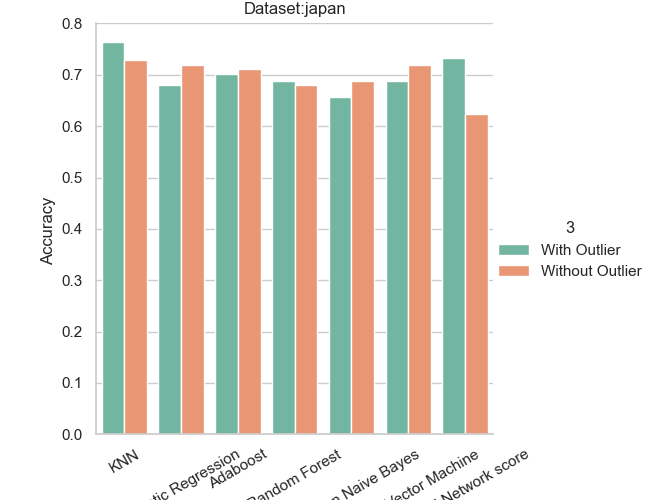 Dataset:japan
0.8
0.7
0.6
0.5
0.4
0.3
0.2
0.1
0.0
Accuracy
3
With Outlier
Without Outlier
KNN
tic Regression
Adaboost
Random Forest
n Naive Bayes
Vector Machine
l Network score